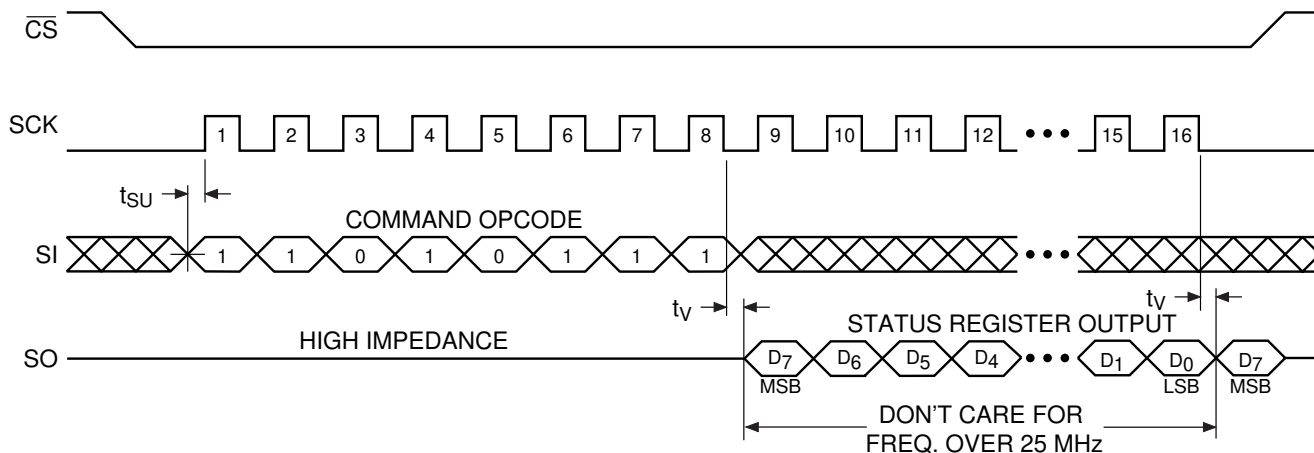 CS
SCK
1 2 3 4 5 6 7 8 9 10 11 12 ••• 15 16
tSU
COMMAND OPCODE
SI
1 1 0 1 0 1 1 1 •••
tV
tV
HIGH IMPEDANCE
STATUS REGISTER OUTPUT
SO
D7 D6 D5 D4 ••• D1 D0 D7
MSB LSB MSB
DON'T CARE FOR
FREQ. OVER 25 MHz